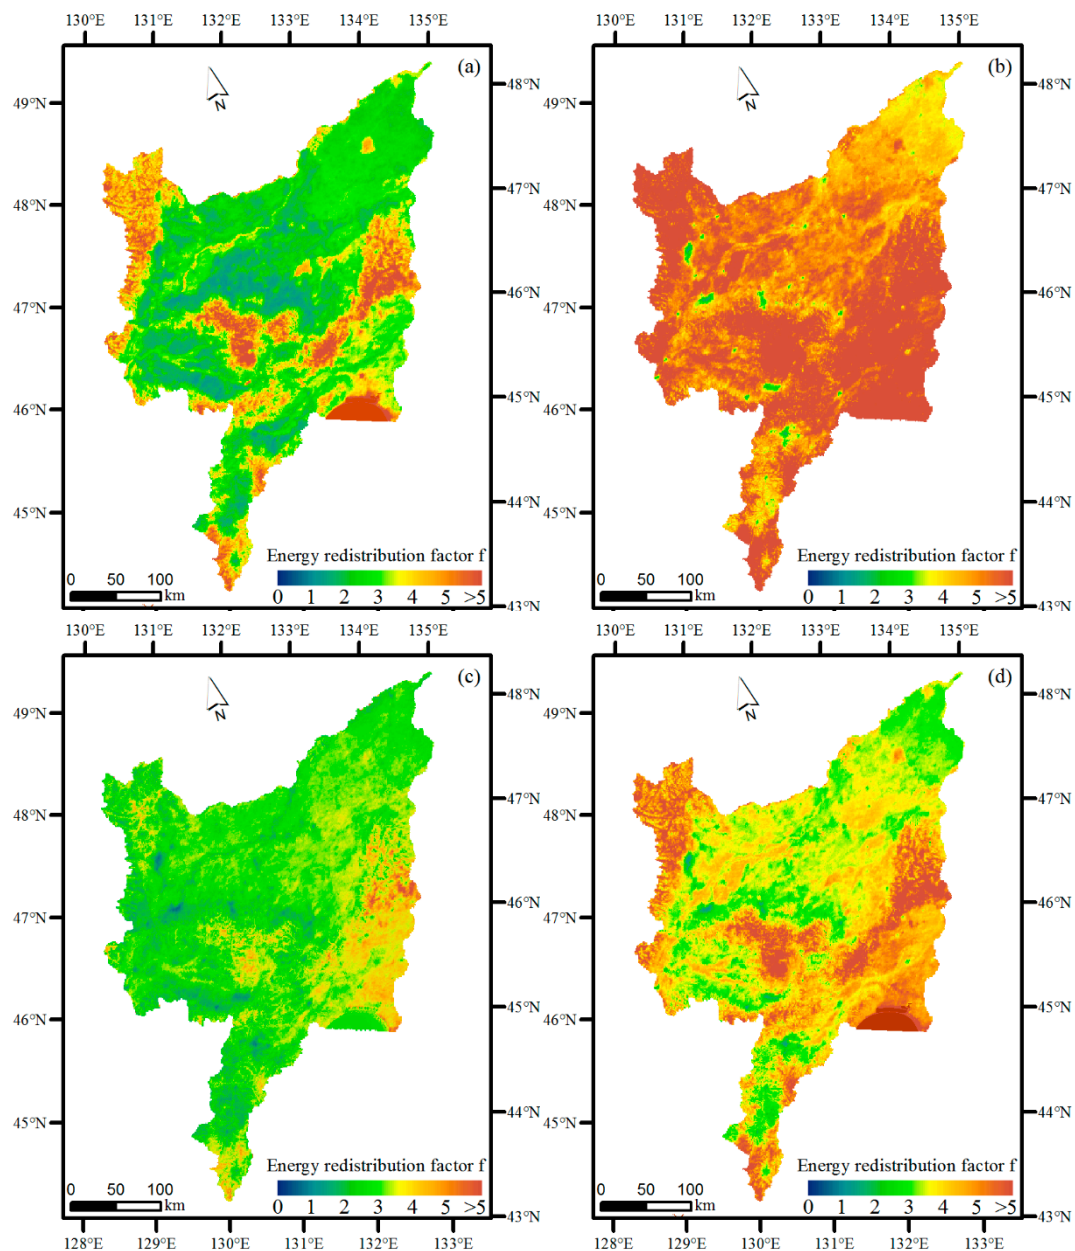 130°E 131°E 132°E 133°E 134°E 135°E 130°E 131°E 132°E 133°E 134°E 135°E
(a) (b)
N N
49°N 48°N 49°N 48°N
48°N 47°N 48°N 47°N
47°N 46°N 47°N 46°N
46°N 45°N 46°N 45°N
45°N 44°N 45°N 44°N
43°N 43°N
Energy redistribution factor f Energy redistribution factor f
0 50 100 0 50 100
km km
0 1 2 3 4 5 >5 0 1 2 3 4 5 >5
130°E 131°E 132°E 133°E 134°E 135°E 130°E 131°E 132°E 133°E 134°E 135°E
(c) (d)
N N
49°N 48°N 49°N 48°N
48°N 47°N 48°N 47°N
47°N 46°N 47°N 46°N
46°N 45°N 46°N 45°N
45°N 44°N 45°N 44°N
43°N 43°N
Energy redistribution factor f Energy redistribution factor f
0 50 100 0 50 100
km km
0 1 2 3 4 5 >5 0 1 2 3 4 5 >5
128°E 129°E 130°E 131°E 132°E 133°E 128°E 129°E 130°E 131°E 132°E 133°E